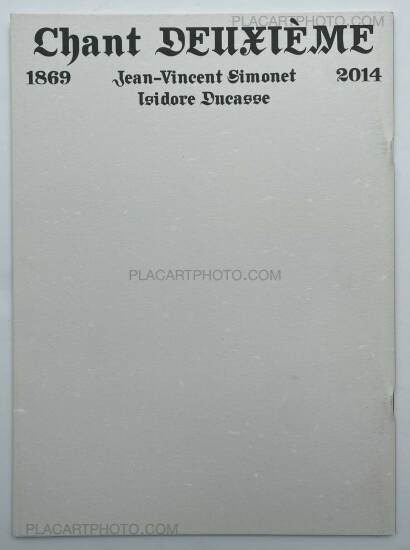 PLACARTPHOTO.COM
Chant DEUXIÈME
1869 Jean-Vincent Simonet 2014
Isidore Ducasse
PLACARTPHOTO.COM
PLACARTPHOTO.COM